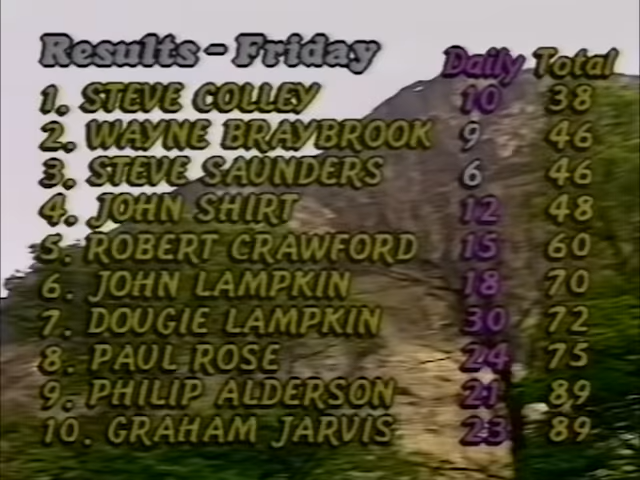 Results - Friday Daily Total
1. STEVE COLLEY 10 38
2. WAYNE BRAYBROOK 9 46
3. STEVE SAUNDERS 6 46
4. JOHN SHIRT 12 48
5. ROBERT CRAWFORD 15 60
6. JOHN LAMPKIN 18 70
7. DOUGIE LAMPKIN 30 72
8. PAUL ROSE 24 75
9. PHILIP ALDERSON 21 89
10. GRAHAM JARVIS 23 89